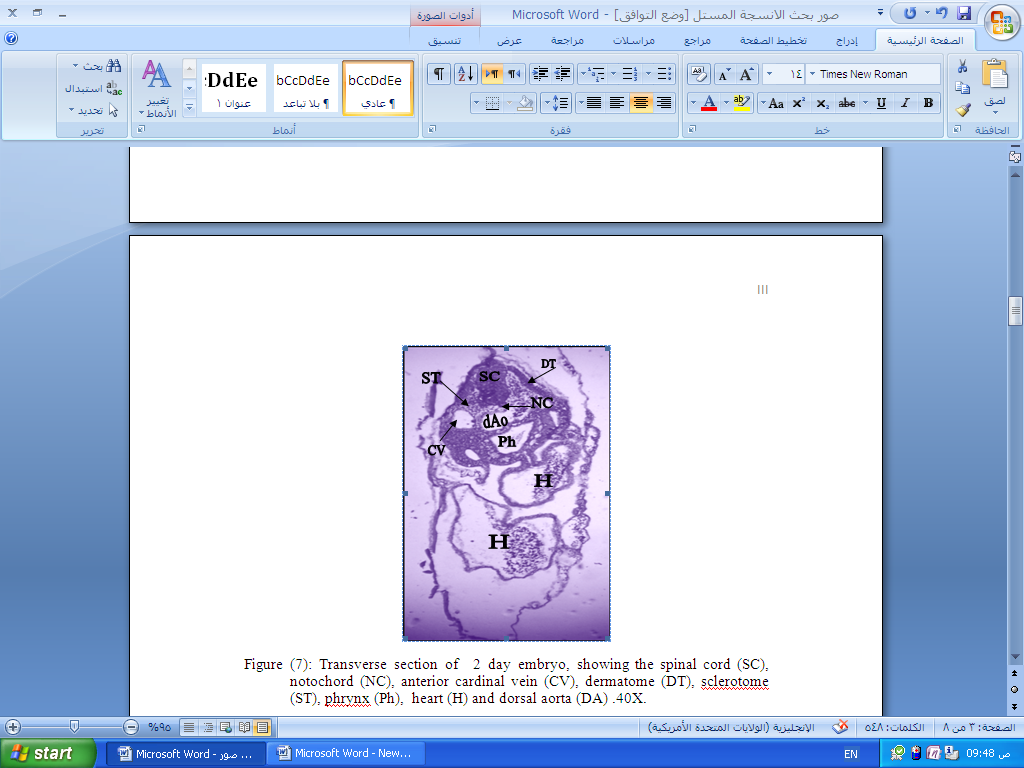 صور بحث الانسجة المستل [وضع التوافق] - Microsoft Word
أدوات الصورة
الصفحة الرئيسية
إدراج
تخطيط الصفحة
مراجع
مراسلات
مراجعة
عرض
تنسيق
لصق
الحافظة
Times New Roman
١٤
B I U abc x₂ x² Aa
خط
فقرة
bCcDdEe
¶ عادي
bCcDdEe
¶ بلا تباعد
:DdEe
عنوان ١
تغيير
الأنماط
أنماط
بحث
استبدال
تحديد
تحرير
III
DT
SC
ST
NC
dAo
Ph
CV
H
H
Figure (7): Transverse section of 2 day embryo, showing the spinal cord (SC),
notochord (NC), anterior cardinal vein (CV), dermatome (DT), sclerotome
(ST), phrynx (Ph), heart (H) and dorsal aorta (DA) .40X.
الصفحة: ٣ من ٨
الكلمات: ٥٤٨
الإنجليزية (الولايات المتحدة الأمريكية)
%٩٥
start
Microsoft Word - صور ...
Microsoft Word - New...
EN
09:48 ص